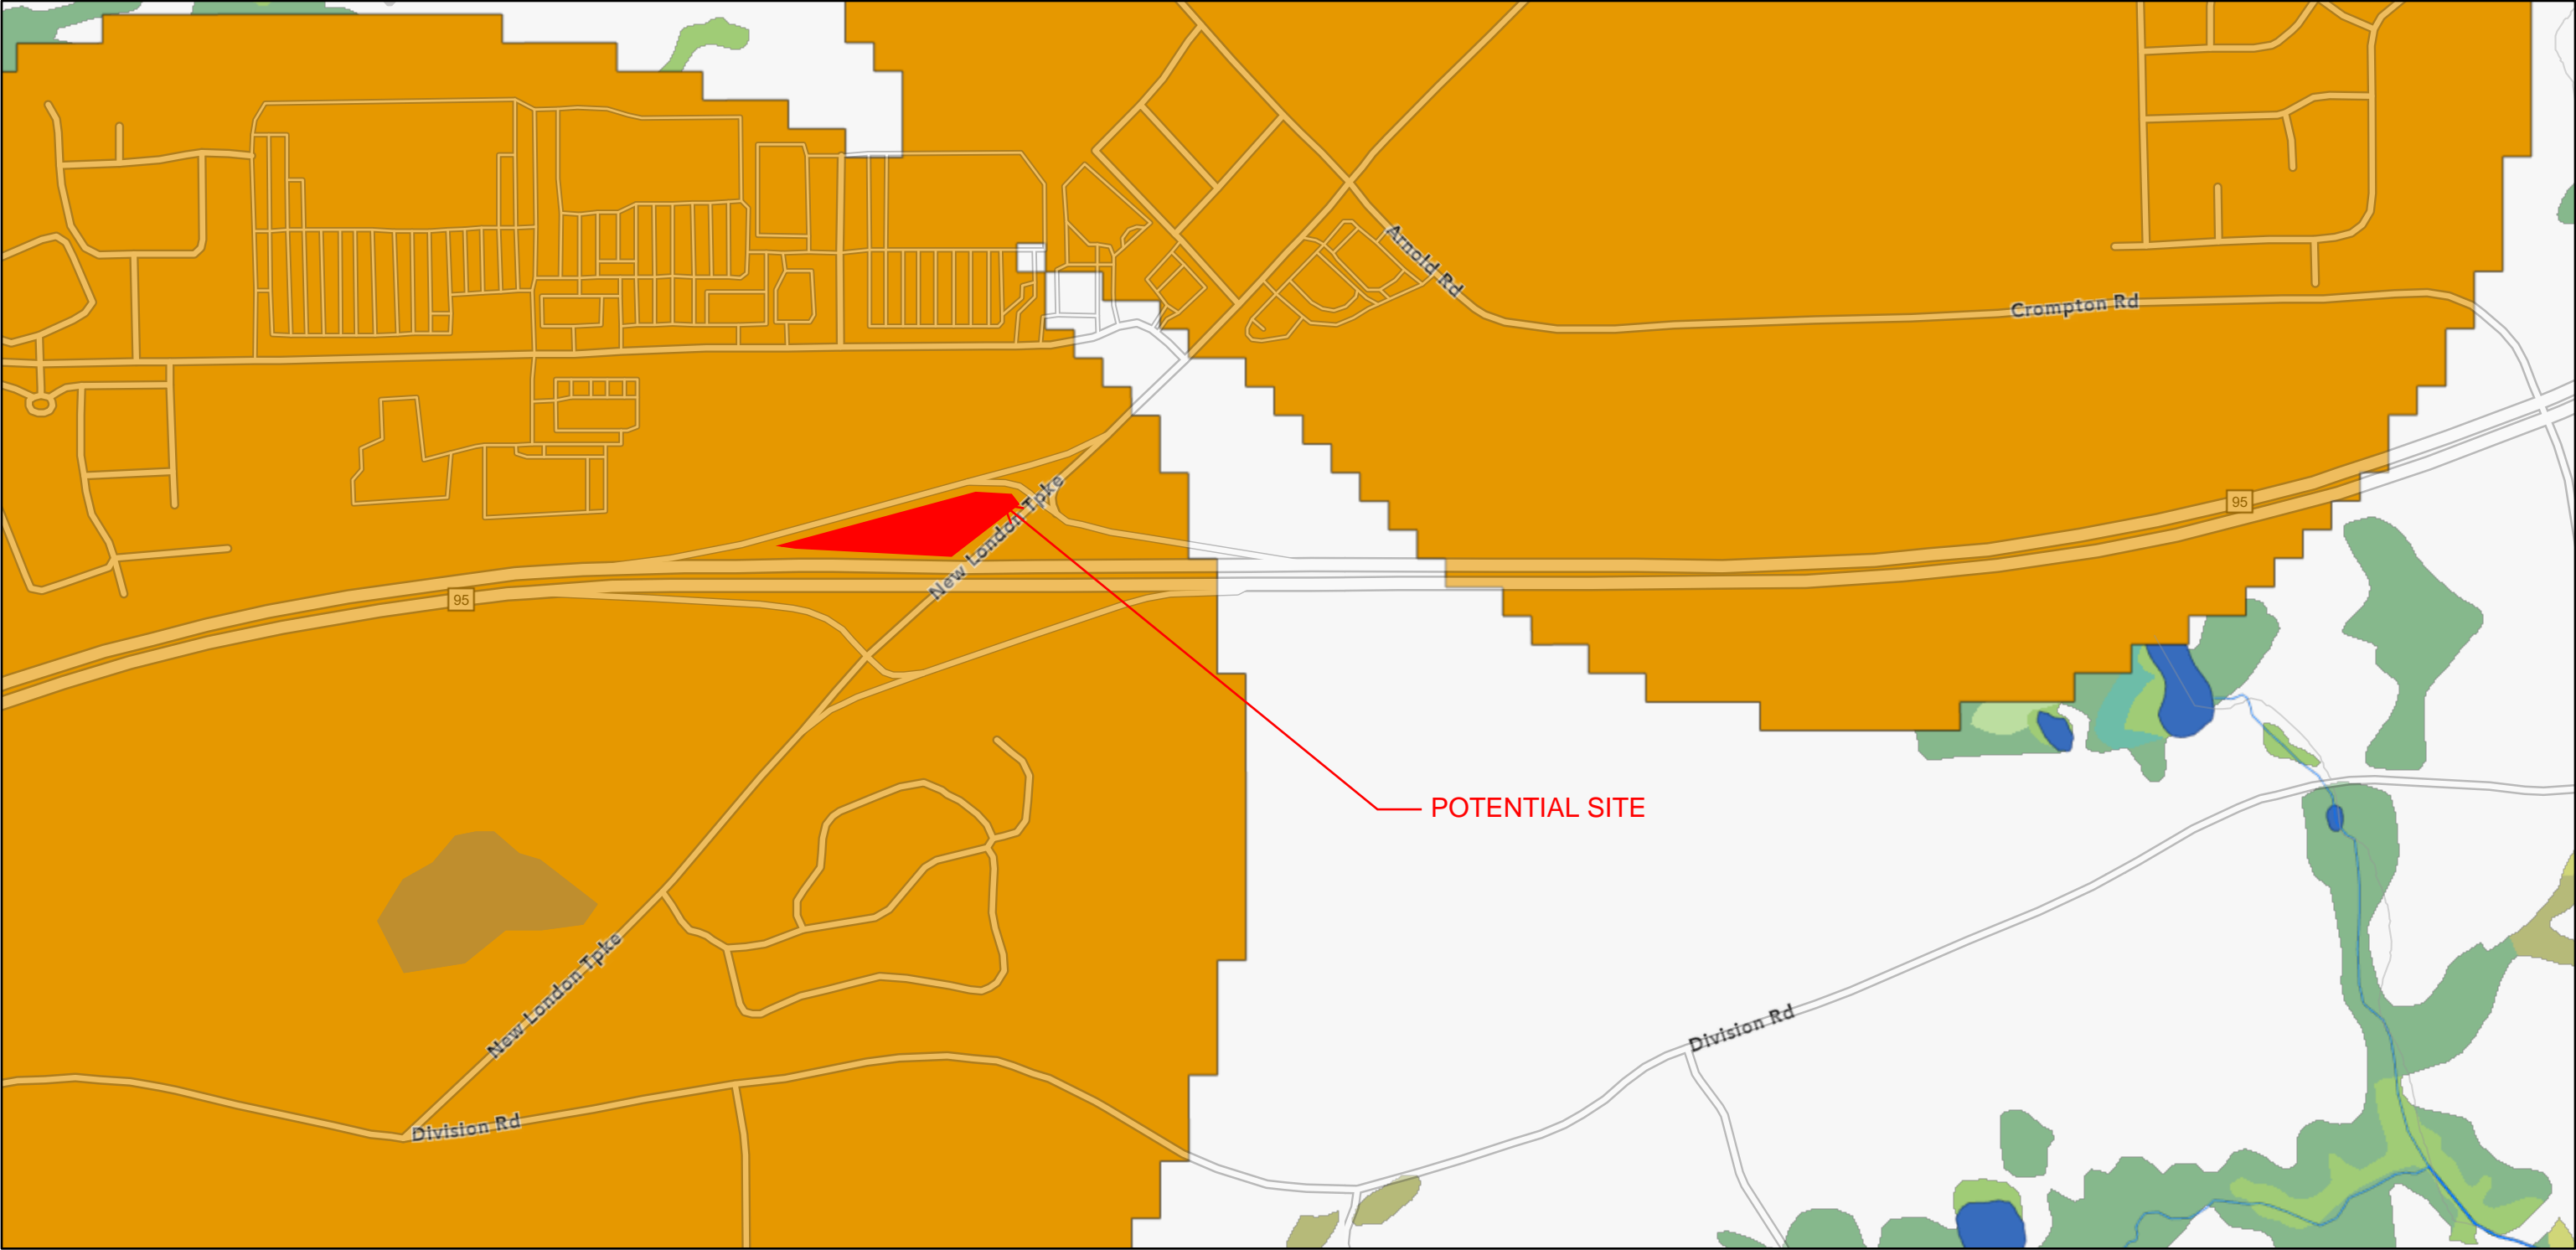 Arnold Rd
Crompton Rd
95
New London Tpke
95
POTENTIAL SITE
New London Tpke
Division Rd
Division Rd